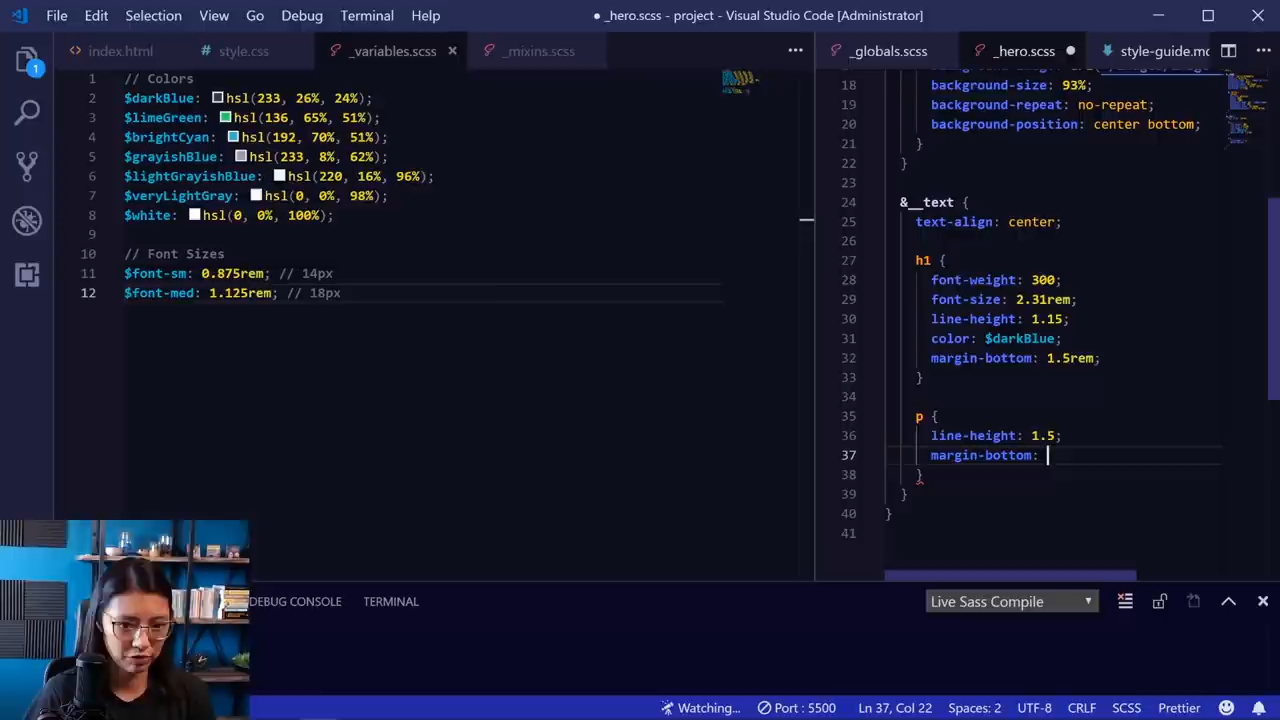 File Edit Selection View Go Debug Terminal Help
● _hero.scss - project - Visual Studio Code [Administrator]
index.html
style.css
_variables.scss
_mixins.scss
_globals.scss
_hero.scss
style-guide.mc
1
1 // Colors
2 $darkBlue: hsl(233, 26%, 24%);
3 $limeGreen: hsl(136, 65%, 51%);
4 $brightCyan: hsl(192, 70%, 51%);
5 $grayishBlue: hsl(233, 8%, 62%);
6 $lightGrayishBlue: hsl(220, 16%, 96%);
7 $veryLightGray: hsl(0, 0%, 98%);
8 $white: hsl(0, 0%, 100%);
9
10 // Font Sizes
11 $font-sm: 0.875rem; // 14px
12 $font-med: 1.125rem; // 18px
18 background-size: 93%;
19 background-repeat: no-repeat;
20 background-position: center bottom;
21 }
22 }
23
24 &__text {
25 text-align: center;
26
27 h1 {
28 font-weight: 300;
29 font-size: 2.31rem;
30 line-height: 1.15;
31 color: $darkBlue;
32 margin-bottom: 1.5rem;
33 }
34
35 p {
36 line-height: 1.5;
37 margin-bottom:
38 }
39 }
40 }
41
DEBUG CONSOLE TERMINAL
Live Sass Compile
Watching... Port : 5500 Ln 37, Col 22 Spaces: 2 UTF-8 CRLF SCSS Prettier